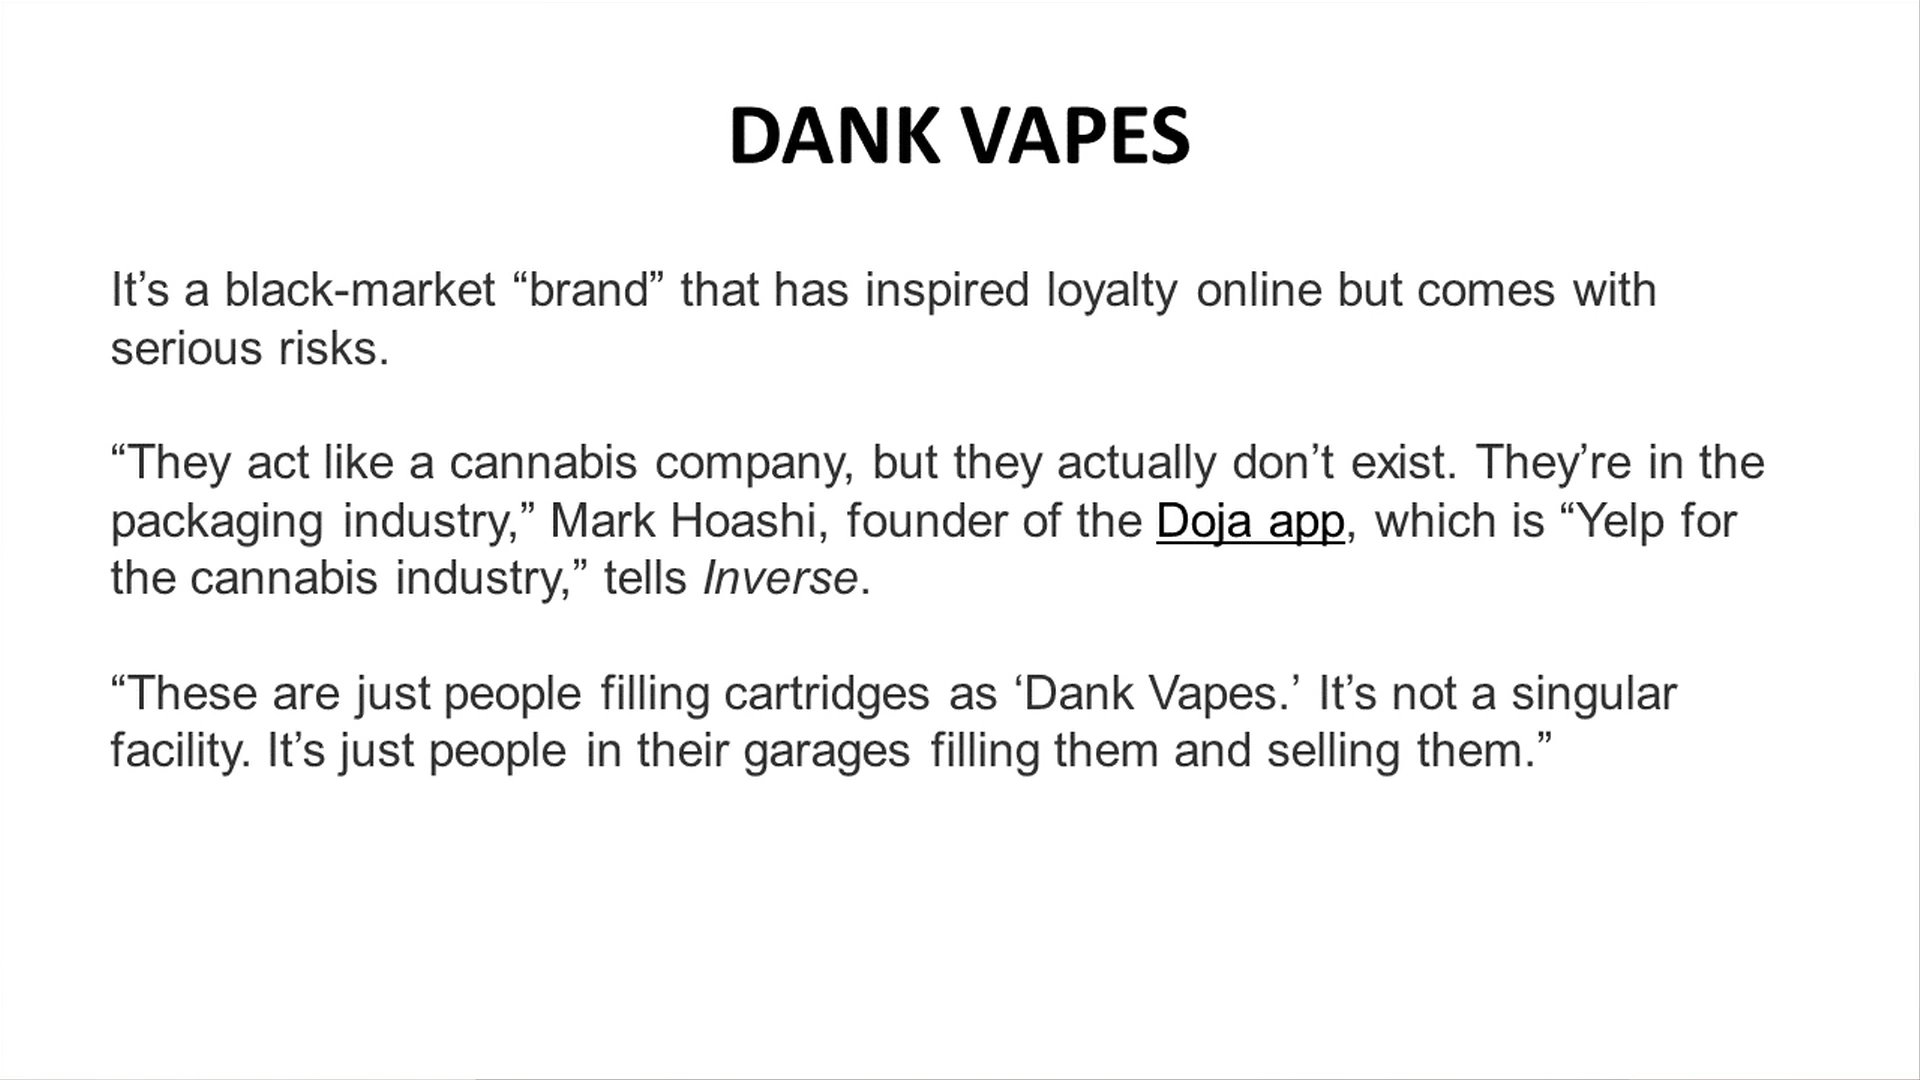 DANK VAPES
It’s a black-market “brand” that has inspired loyalty online but comes with
serious risks.
“They act like a cannabis company, but they actually don’t exist. They’re in the
packaging industry,” Mark Hoashi, founder of the Doja app, which is “Yelp for
the cannabis industry,” tells Inverse.
“These are just people filling cartridges as ‘Dank Vapes.’ It’s not a singular
facility. It’s just people in their garages filling them and selling them.”